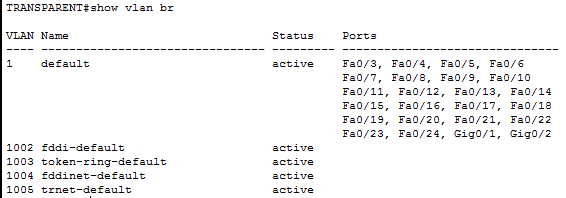 TRANSPARENT#show vlan br
VLAN Name                             Status    Ports
---- -------------------------------- --------- -------------------------------
1    default                          active    Fa0/3, Fa0/4, Fa0/5, Fa0/6
                                                Fa0/7, Fa0/8, Fa0/9, Fa0/10
                                                Fa0/11, Fa0/12, Fa0/13, Fa0/14
                                                Fa0/15, Fa0/16, Fa0/17, Fa0/18
                                                Fa0/19, Fa0/20, Fa0/21, Fa0/22
                                                Fa0/23, Fa0/24, Gig0/1, Gig0/2
1002 fddi-default                     active
1003 token-ring-default               active
1004 fddinet-default                  active
1005 trnet-default                    active